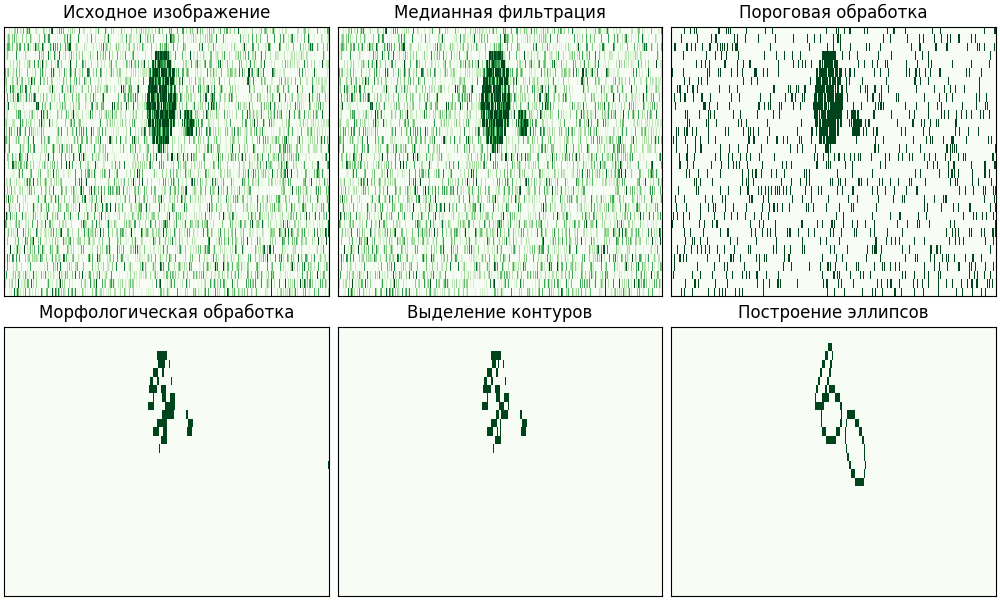 Исходное изображение
Медианная фильтрация
Пороговая обработка
Морфологическая обработка
Выделение контуров
Построение эллипсов